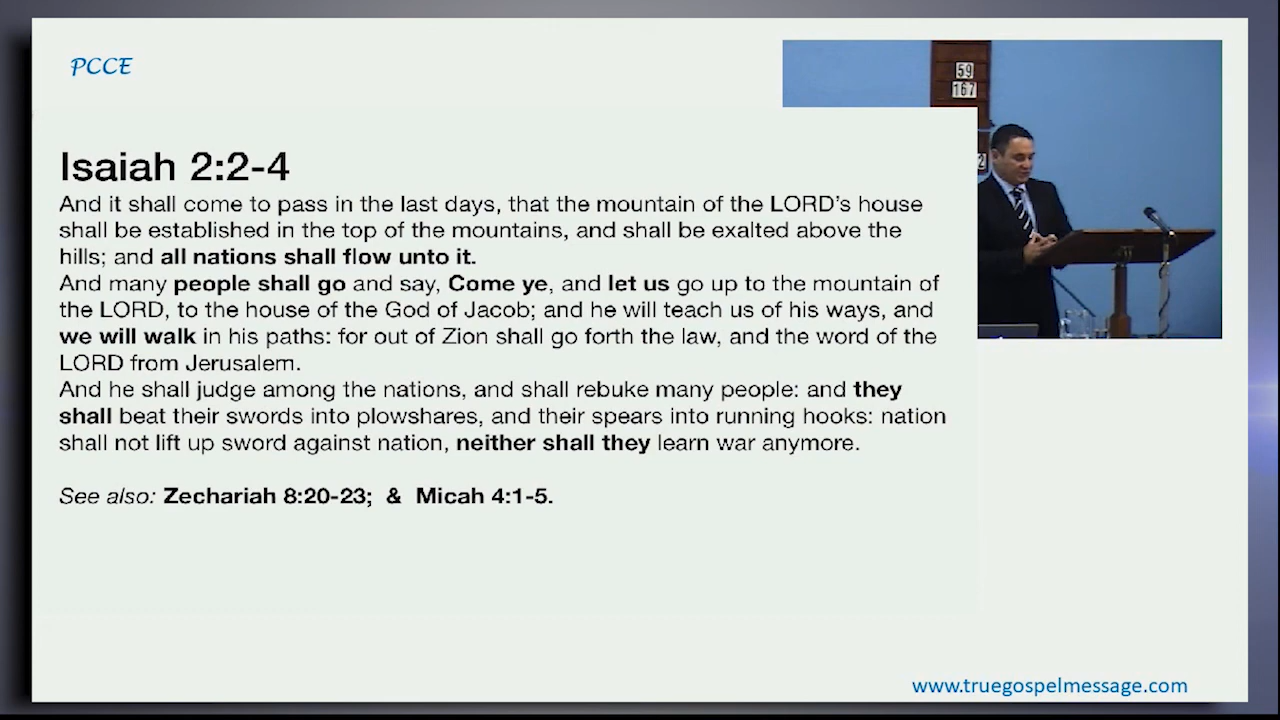 PCCE
59
167
2
Isaiah 2:2-4
And it shall come to pass in the last days, that the mountain of the LORD's house
shall be established in the top of the mountains, and shall be exalted above the
hills; and all nations shall flow unto it.
And many people shall go and say, Come ye, and let us go up to the mountain of
the LORD, to the house of the God of Jacob; and he will teach us of his ways, and
we will walk in his paths: for out of Zion shall go forth the law, and the word of the
LORD from Jerusalem.
And he shall judge among the nations, and shall rebuke many people: and they
shall beat their swords into plowshares, and their spears into running hooks: nation
shall not lift up sword against nation, neither shall they learn war anymore.
See also: Zechariah 8:20-23; & Micah 4:1-5.
www.truegospelmessage.com